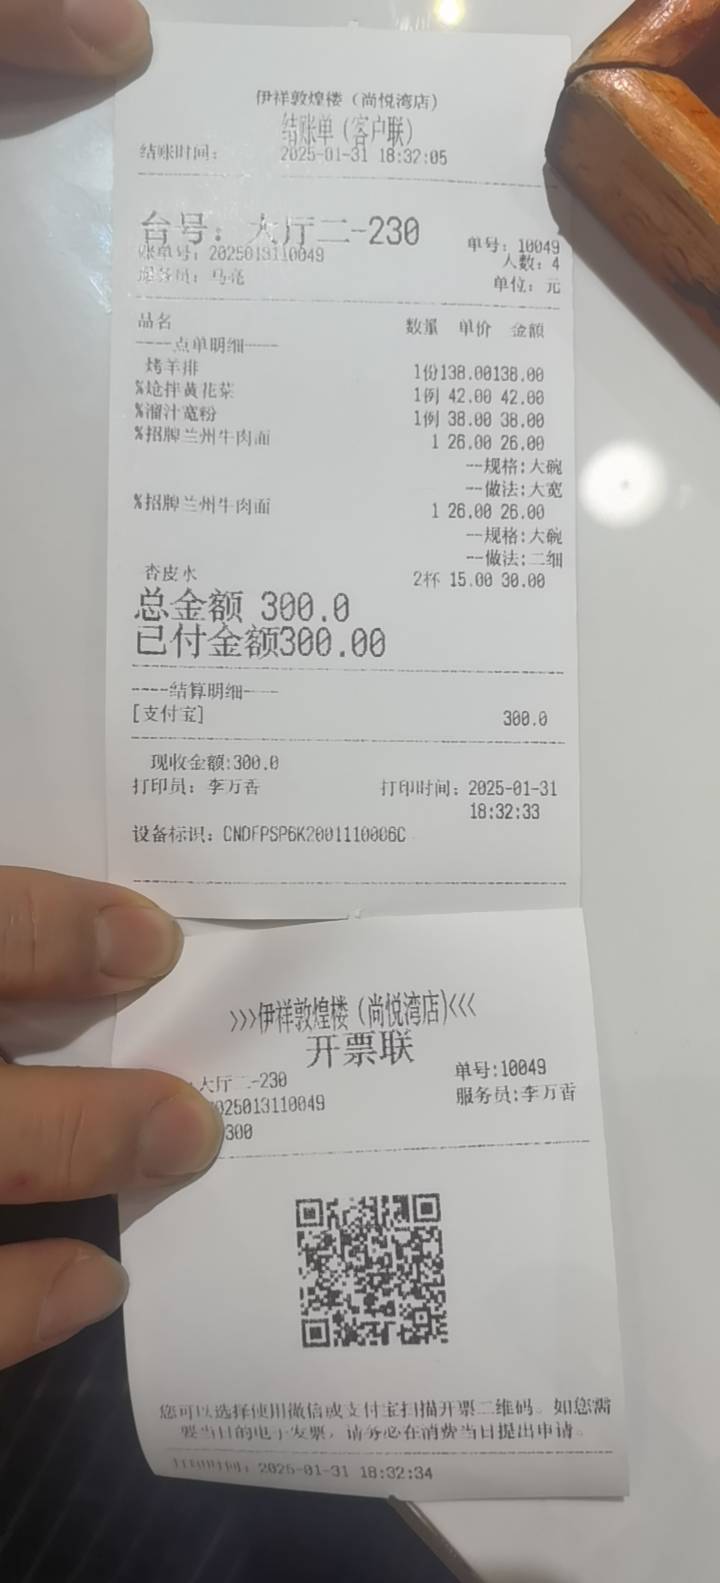 伊祥敦煌楼（尚悦湾店）
结账单（客户联）
结账时间： 2025-01-31 18:32:05
台号：大厅二-230 单号：10049
账单号：2025013110049 人数：4
服务员：马亮 单位：元
品名 数量 单价 金额
----点单明细----
烤羊排 1份138.00138.00
%炝拌黄花菜 1例 42.00 42.00
%溜汁宽粉 1例 38.00 38.00
%招牌兰州牛肉面 1 26.00 26.00
--规格:大碗
--做法:大宽
%招牌兰州牛肉面 1 26.00 26.00
--规格:大碗
--做法:二细
杏皮水 2杯 15.00 30.00
总金额 300.0
已付金额300.00
----结算明细----
[支付宝] 300.0
现收金额:300.0
打印员：李万香 打印时间：2025-01-31
18:32:33
设备标识：CNDFPSP6K2001110006C
>>>伊祥敦煌楼（尚悦湾店)<<<
开票联
大厅二-230 单号:10049
025013110049 服务员:李万香
300
您可以选择使用微信或支付宝扫描开票二维码。如您需
要当日的电子发票，请务必在消费当日提出申请。
打印时间：2025-01-31 18:32:34